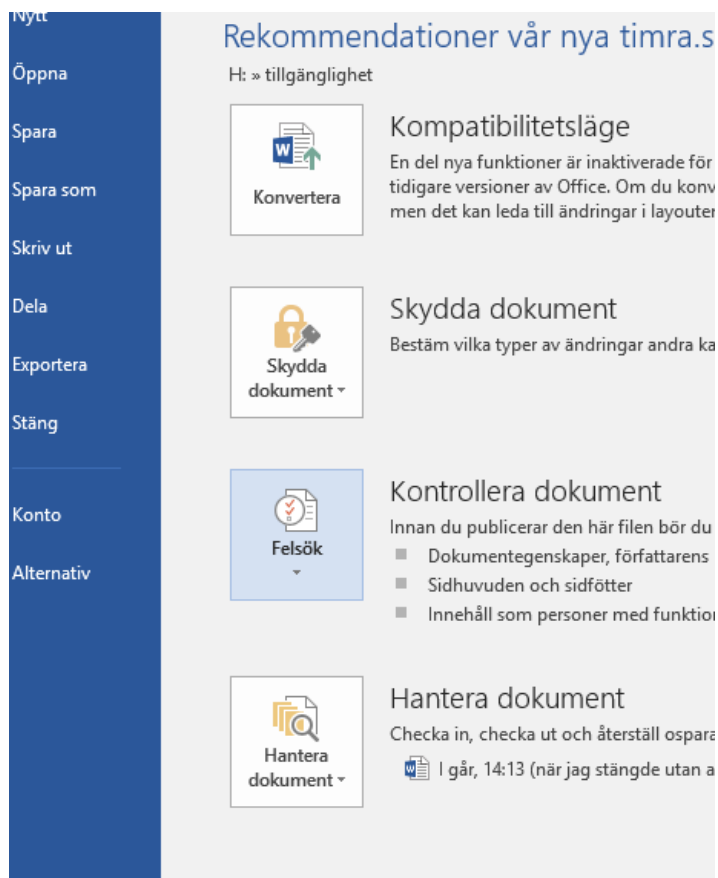 Nytt
Öppna
Spara
Spara som
Skriv ut
Dela
Exportera
Stäng
Konto
Alternativ
Rekommendationer vår nya timra.s
H: » tillgänglighet
Konvertera
Kompatibilitetsläge
En del nya funktioner är inaktiverade för
tidigare versioner av Office. Om du konv
men det kan leda till ändringar i layouter
Skydda
dokument
Skydda dokument
Bestäm vilka typer av ändringar andra ka
Felsök
Kontrollera dokument
Innan du publicerar den här filen bör du
Dokumentegenskaper, författarens
Sidhuvuden och sidfötter
Innehåll som personer med funktion
Hantera
dokument
Hantera dokument
Checka in, checka ut och återställ ospara
I går, 14:13 (när jag stängde utan a